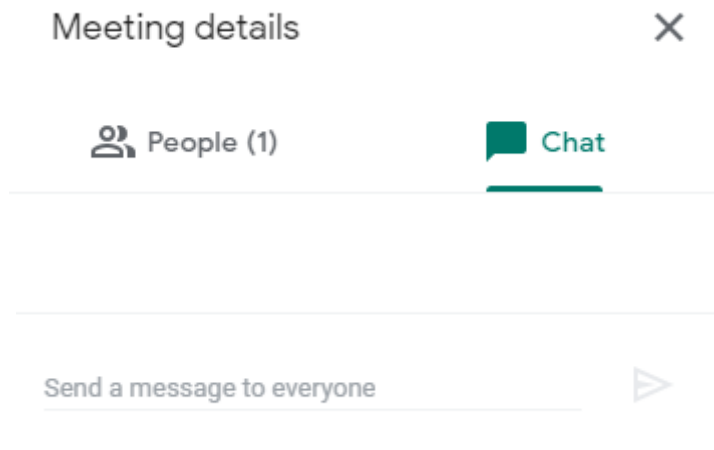 Meeting details
People (1)
Chat
Send a message to everyone